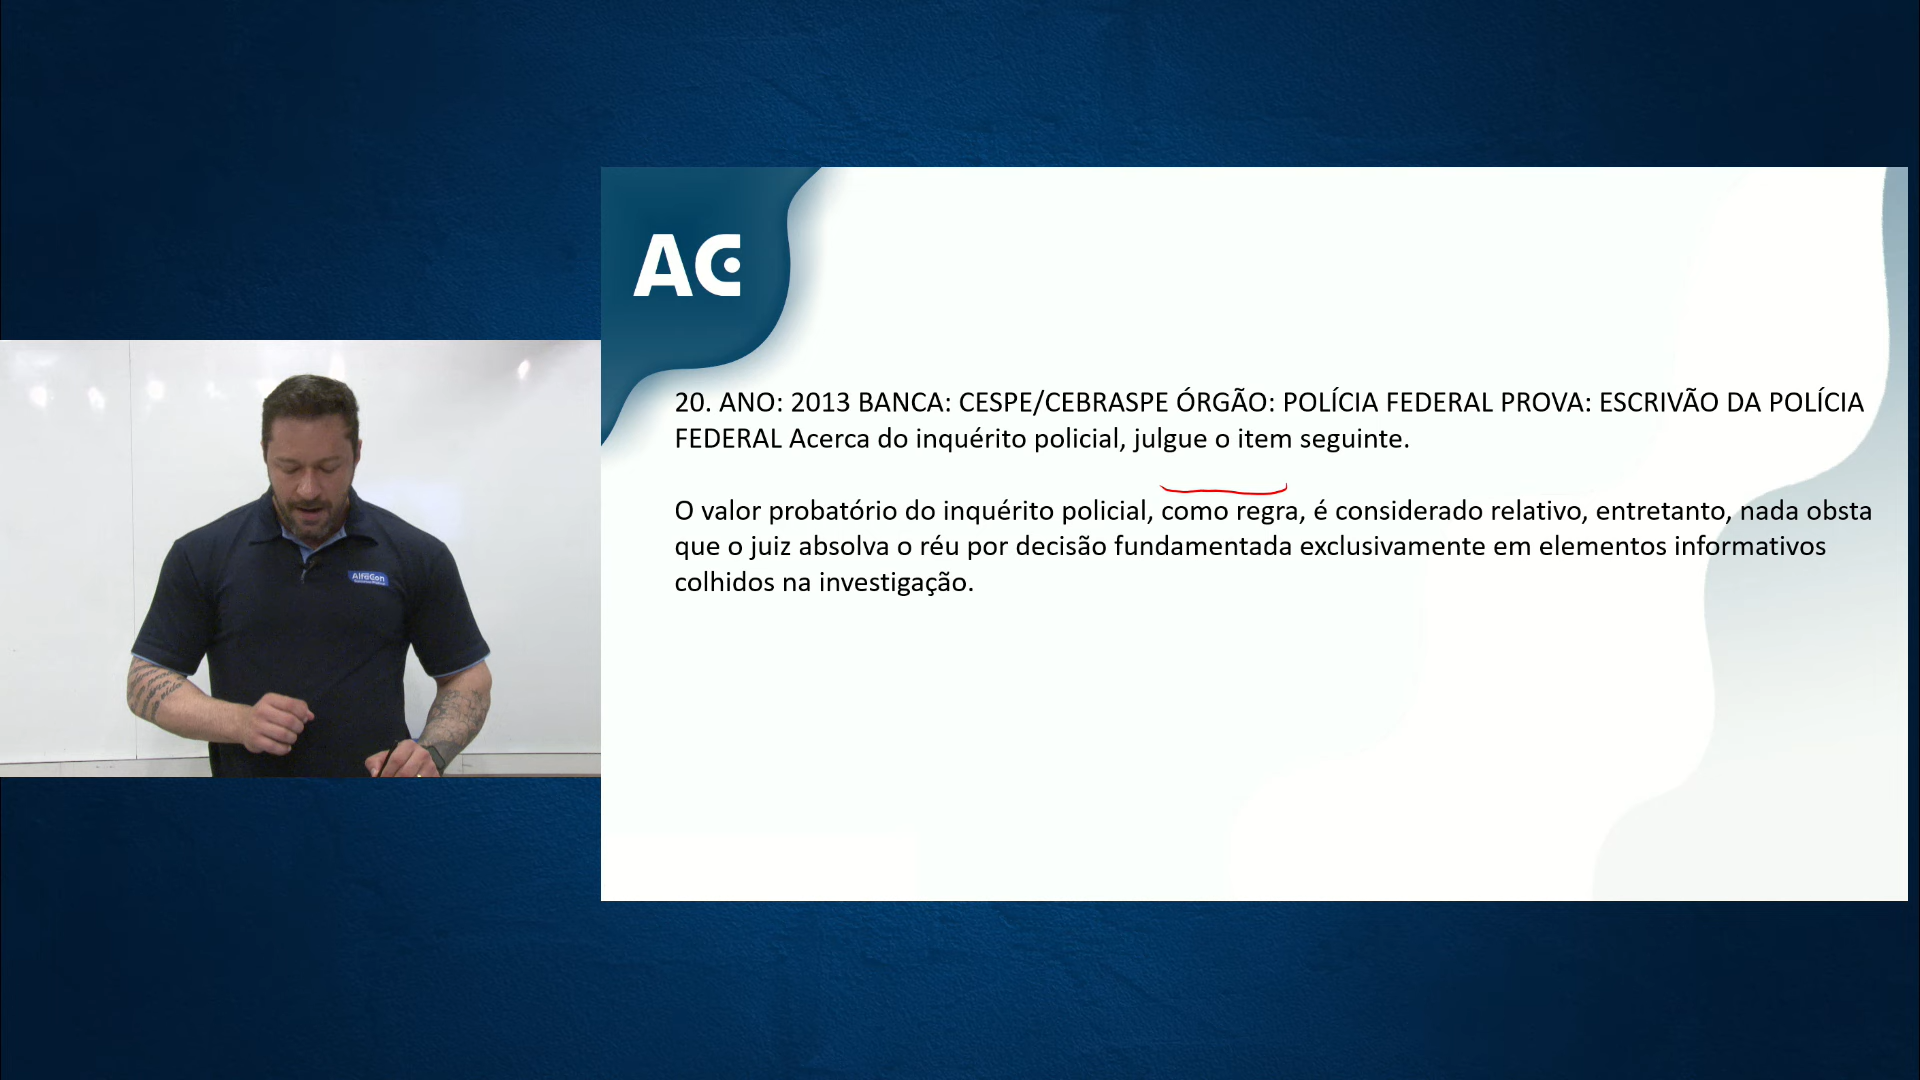 AC
20. ANO: 2013 BANCA: CESPE/CEBRASPE ÓRGÃO: POLÍCIA FEDERAL PROVA: ESCRIVÃO DA POLÍCIA
FEDERAL Acerca do inquérito policial, julgue o item seguinte.
O valor probatório do inquérito policial, como regra, é considerado relativo, entretanto, nada obsta
que o juiz absolva o réu por decisão fundamentada exclusivamente em elementos informativos
colhidos na investigação.
AlfaCon